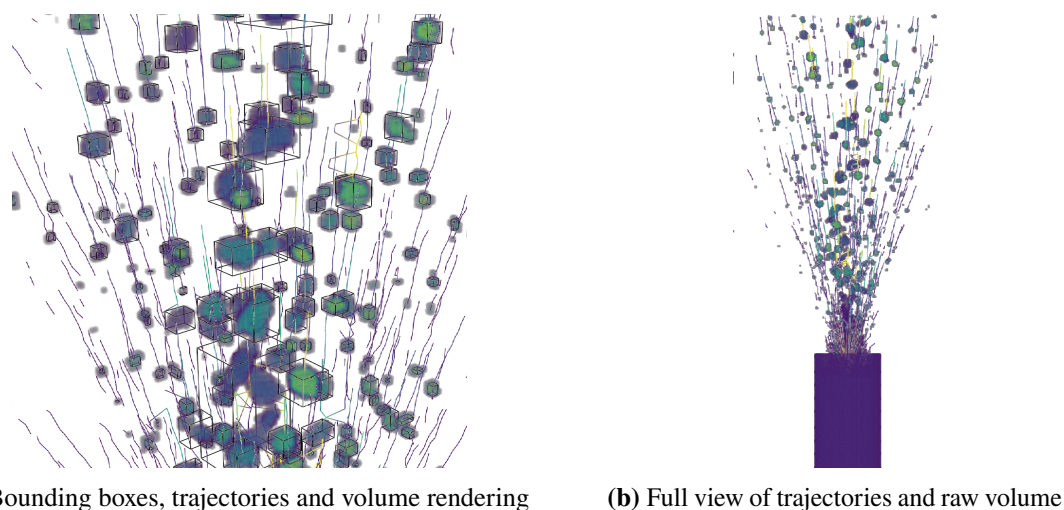 Bounding boxes, trajectories and volume rendering
(b) Full view of trajectories and raw volume